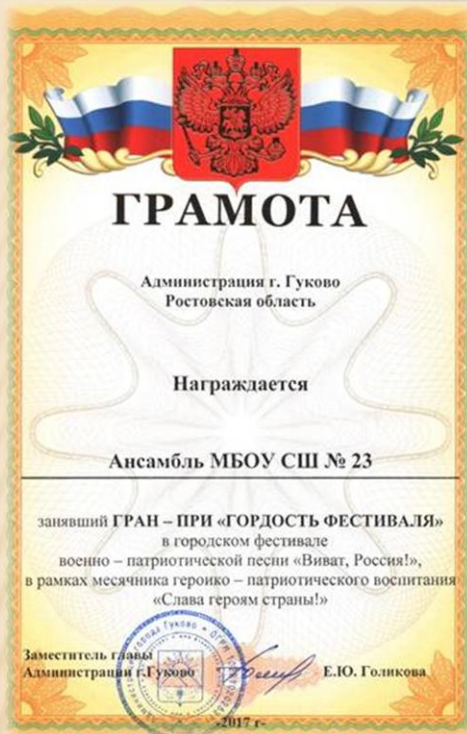 ГРАМОТА
Администрация г. Гуково
Ростовская область
Награждается
Ансамбль МБОУ СШ № 23
занявший ГРАН – ПРИ «ГОРДОСТЬ ФЕСТИВАЛЯ»
в городском фестивале
военно – патриотической песни «Виват, Россия!»,
в рамках месячника героико – патриотического воспитания
«Слава героям страны!»
Заместитель главы
Администрации г.Гуково Е.Ю. Голикова
-2017 г-